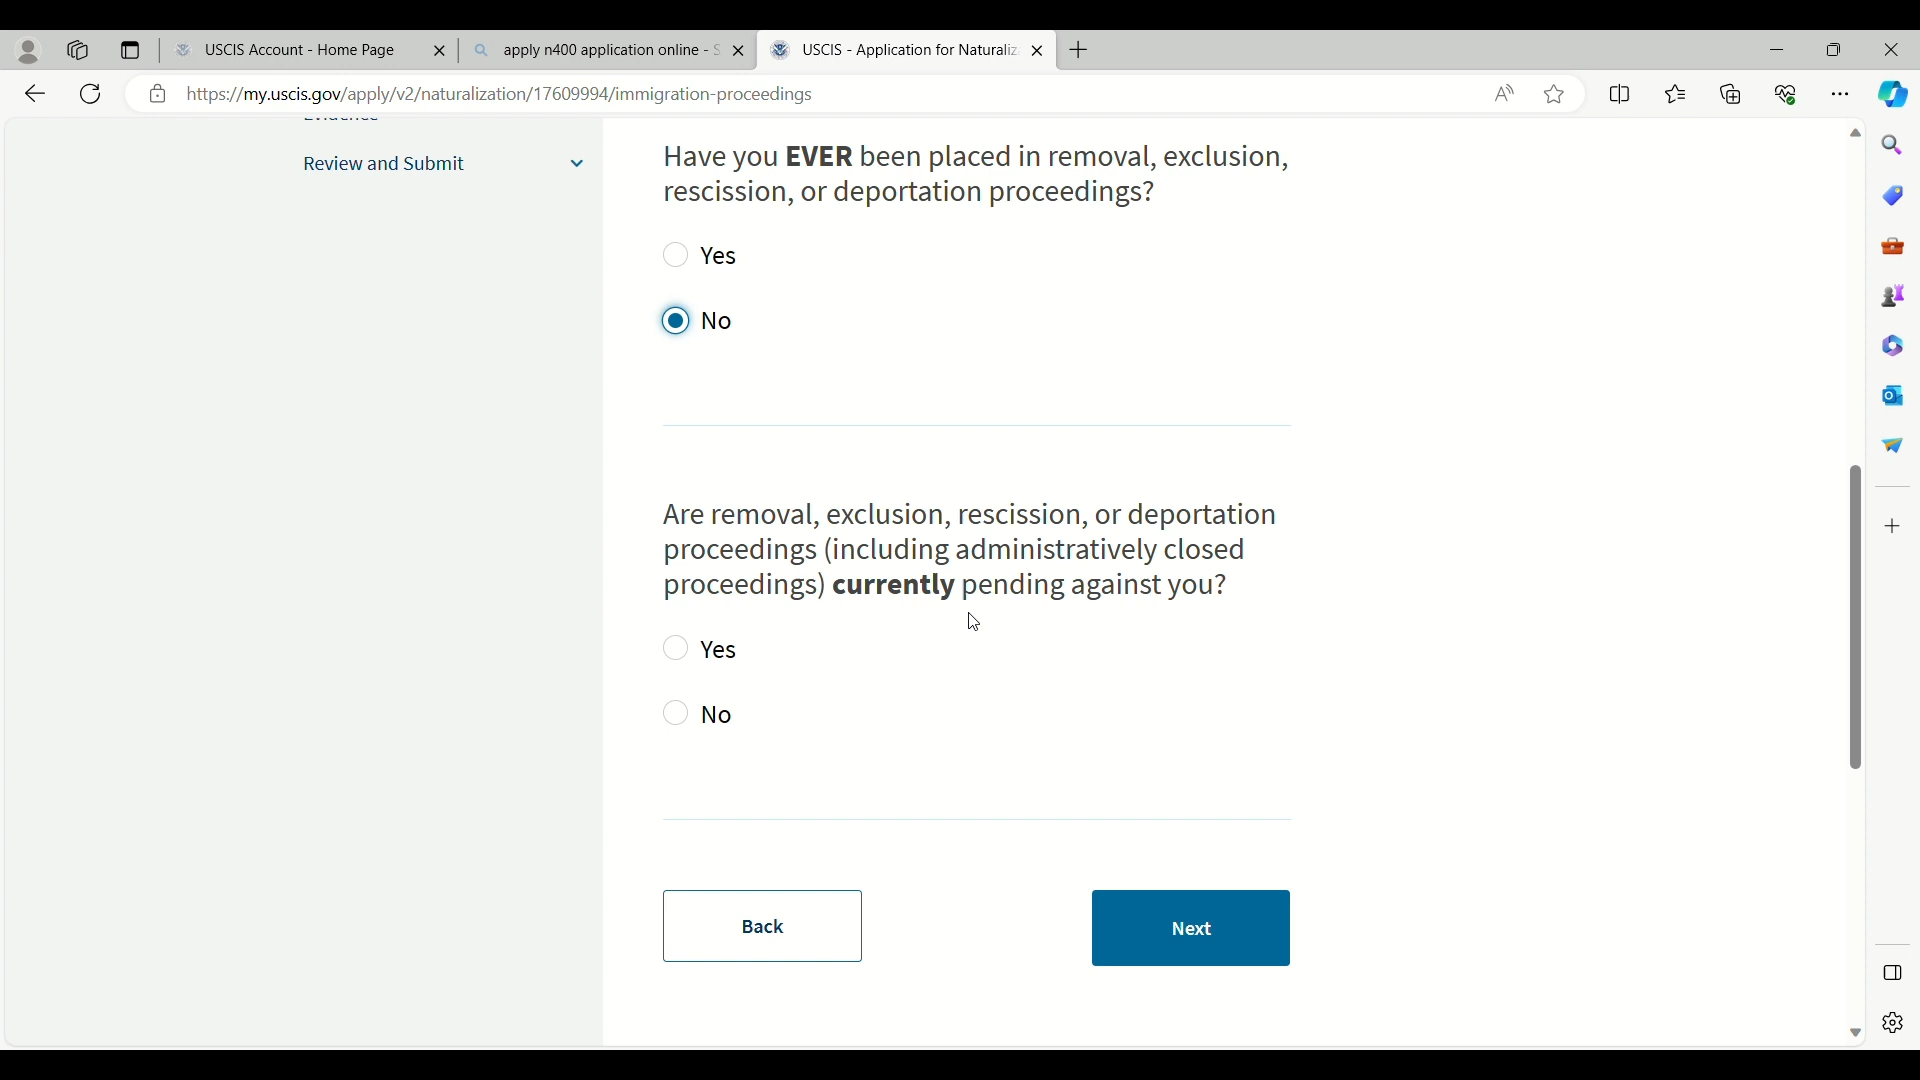 USCIS Account - Home Page
apply n400 application online - S
USCIS - Application for Naturaliz
https://my.uscis.gov/apply/v2/naturalization/17609994/immigration-proceedings
Review and Submit
Have you EVER been placed in removal, exclusion,
rescission, or deportation proceedings?
Yes
No
Are removal, exclusion, rescission, or deportation
proceedings (including administratively closed
proceedings) currently pending against you?
Yes
No
Back
Next